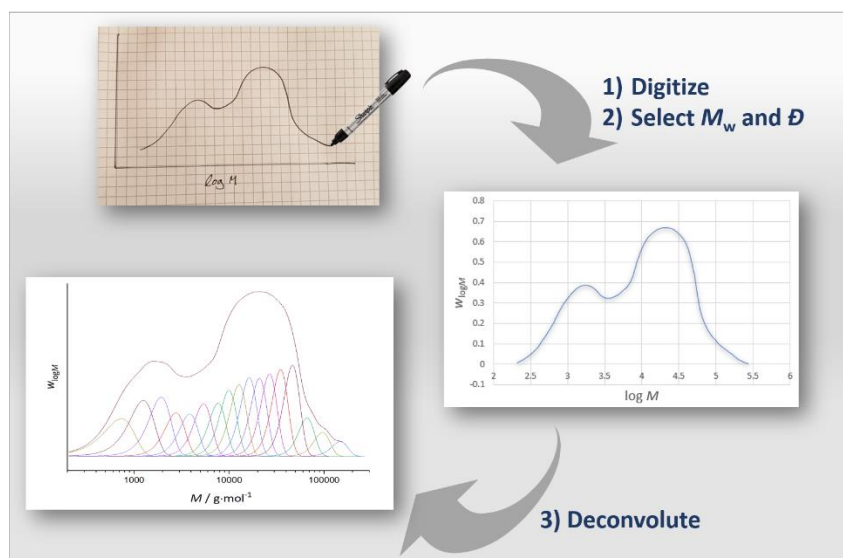 log M
Sharpie
1) Digitize
2) Select Mw and Đ
0.8
0.7
0.6
0.5
0.4
0.3
0.2
0.1
0
-0.1
WlogM
2 2.5 3 3.5 4 4.5 5 5.5 6
log M
WlogM
1000 10000 100000
M / g·mol-1
3) Deconvolute